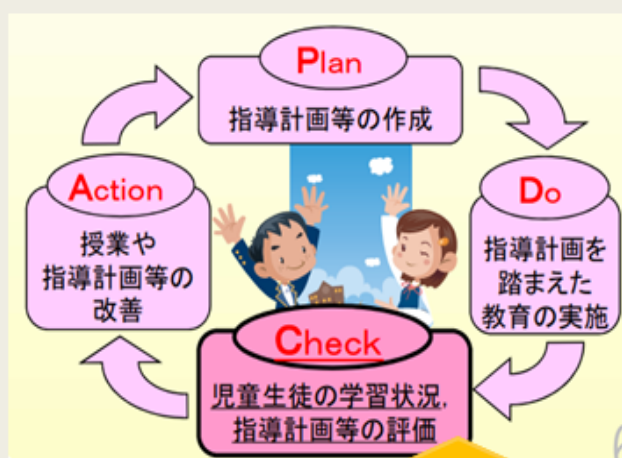 Plan
指導計画等の作成
Action
授業や
指導計画等の
改善
Do
指導計画を
踏まえた
教育の実施
Check
児童生徒の学習状況,
指導計画等の評価